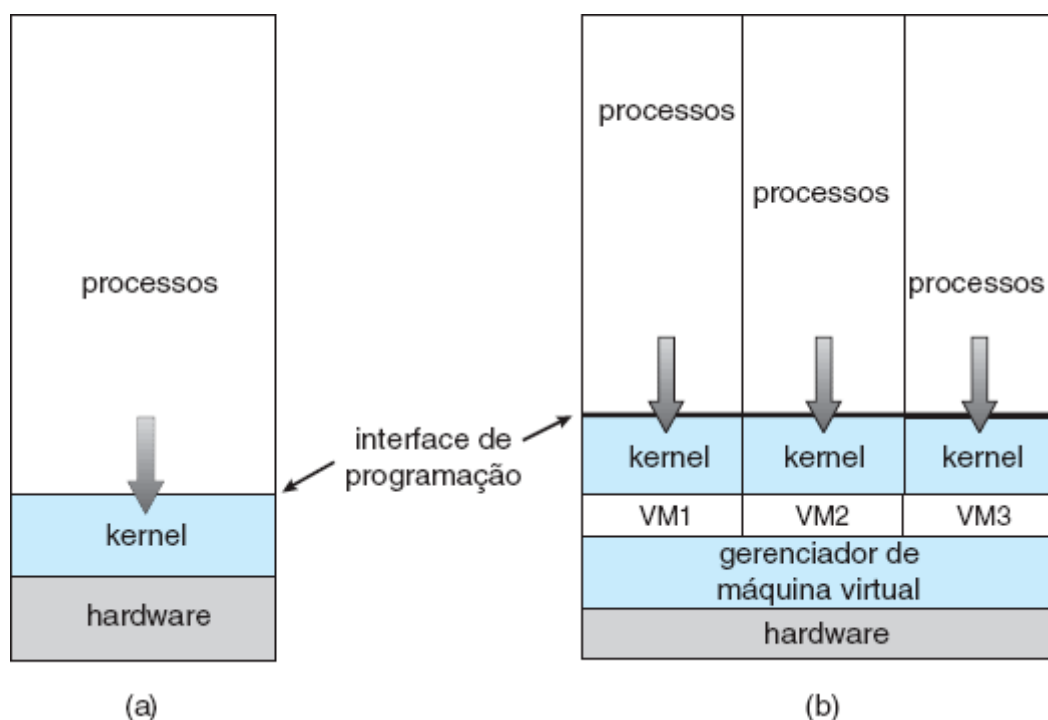 processos
kernel
hardware
(a)
interface de
programação
processos
processos
processos
kernel
kernel
kernel
VM1
VM2
VM3
gerenciador de
máquina virtual
hardware
(b)